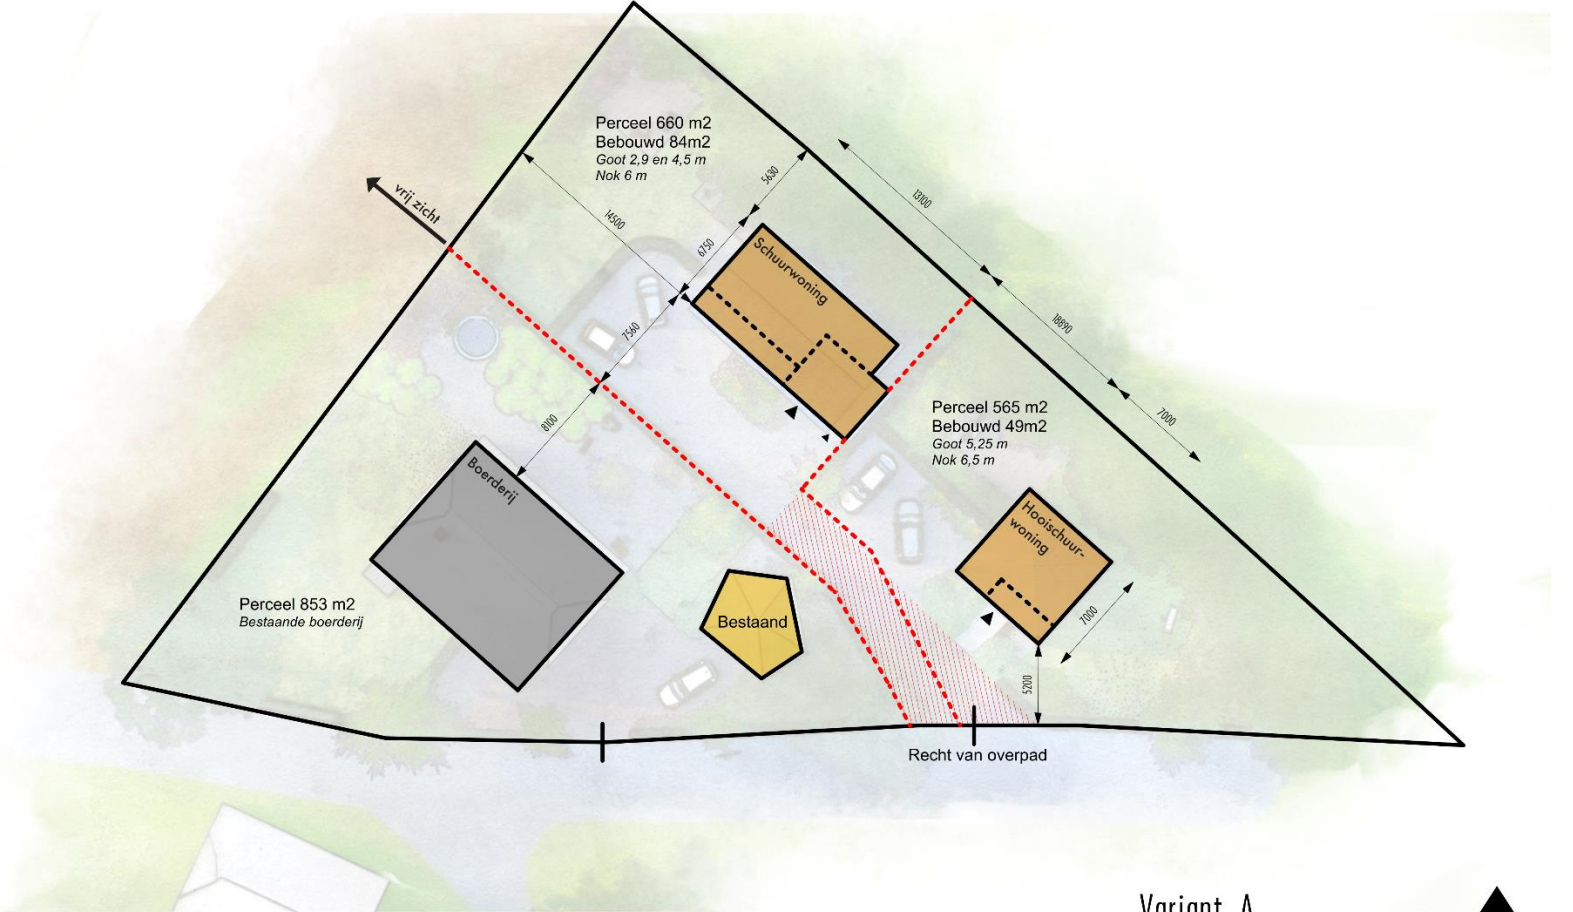 Perceel 660 m2
Bebouwd 84m2
Goot 2,9 en 4,5 m
Nok 6 m
vrij zicht
14500
5630
6750
7560
8100
13100
18890
7000
Schuurwoning
Perceel 565 m2
Bebouwd 49m2
Goot 5,25 m
Nok 6,5 m
Boerderij
Hooischuur-
woning
7000
5200
Perceel 853 m2
Bestaande boerderij
Bestaand
Recht van overpad
Variant A